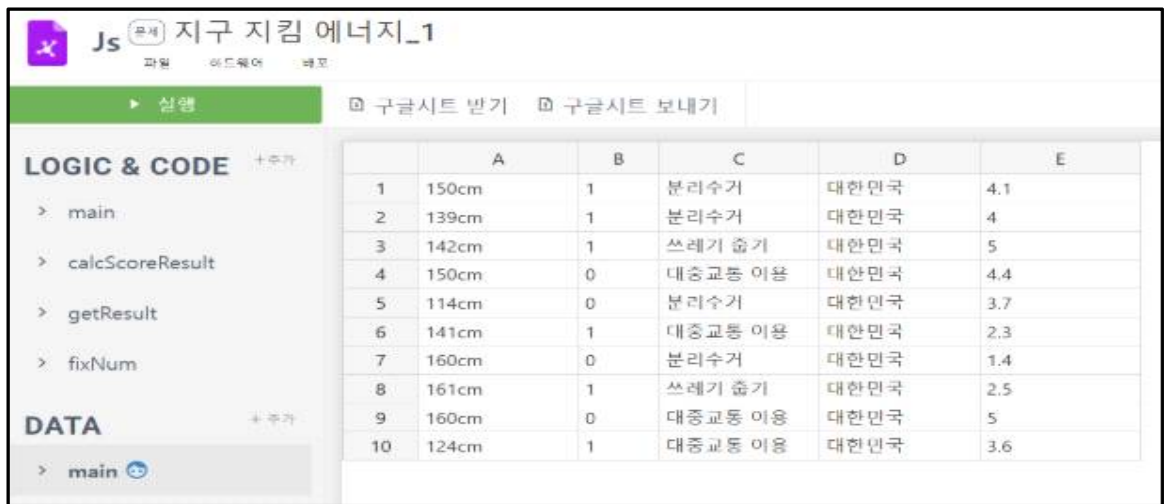 Js 문제 지구 지킴 에너지_1
파일 하드웨어 배포
실행
구글시트 받기 구글시트 보내기
LOGIC & CODE +추가
main
calcScoreResult
getResult
fixNum
DATA +추가
main
A B C D E
1 150cm 1 분리수거 대한민국 4.1
2 139cm 1 분리수거 대한민국 4
3 142cm 1 쓰레기 줍기 대한민국 5
4 150cm 0 대중교통 이용 대한민국 4.4
5 114cm 0 분리수거 대한민국 3.7
6 141cm 1 대중교통 이용 대한민국 2.3
7 160cm 0 분리수거 대한민국 1.4
8 161cm 1 쓰레기 줍기 대한민국 2.5
9 160cm 0 대중교통 이용 대한민국 5
10 124cm 1 대중교통 이용 대한민국 3.6